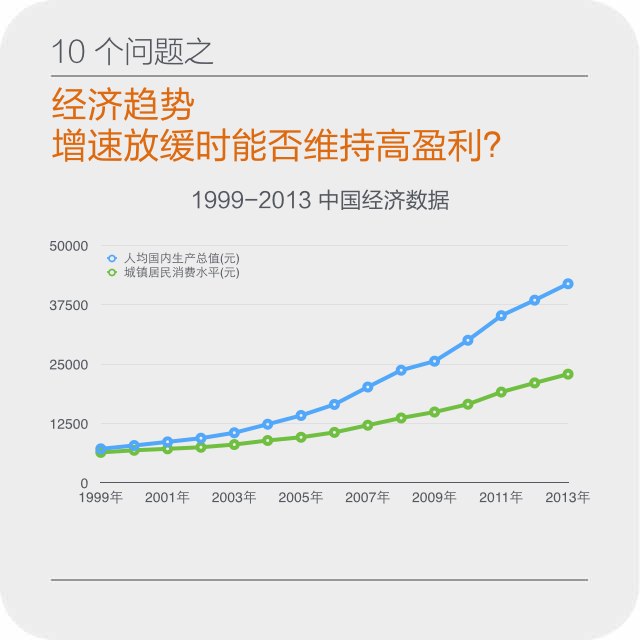 10 个问题之
经济趋势
增速放缓时能否维持高盈利?
1999-2013 中国经济数据
50000
人均国内生产总值(元)
城镇居民消费水平(元)
37500
25000
12500
0
1999年 2001年 2003年 2005年 2007年 2009年 2011年 2013年